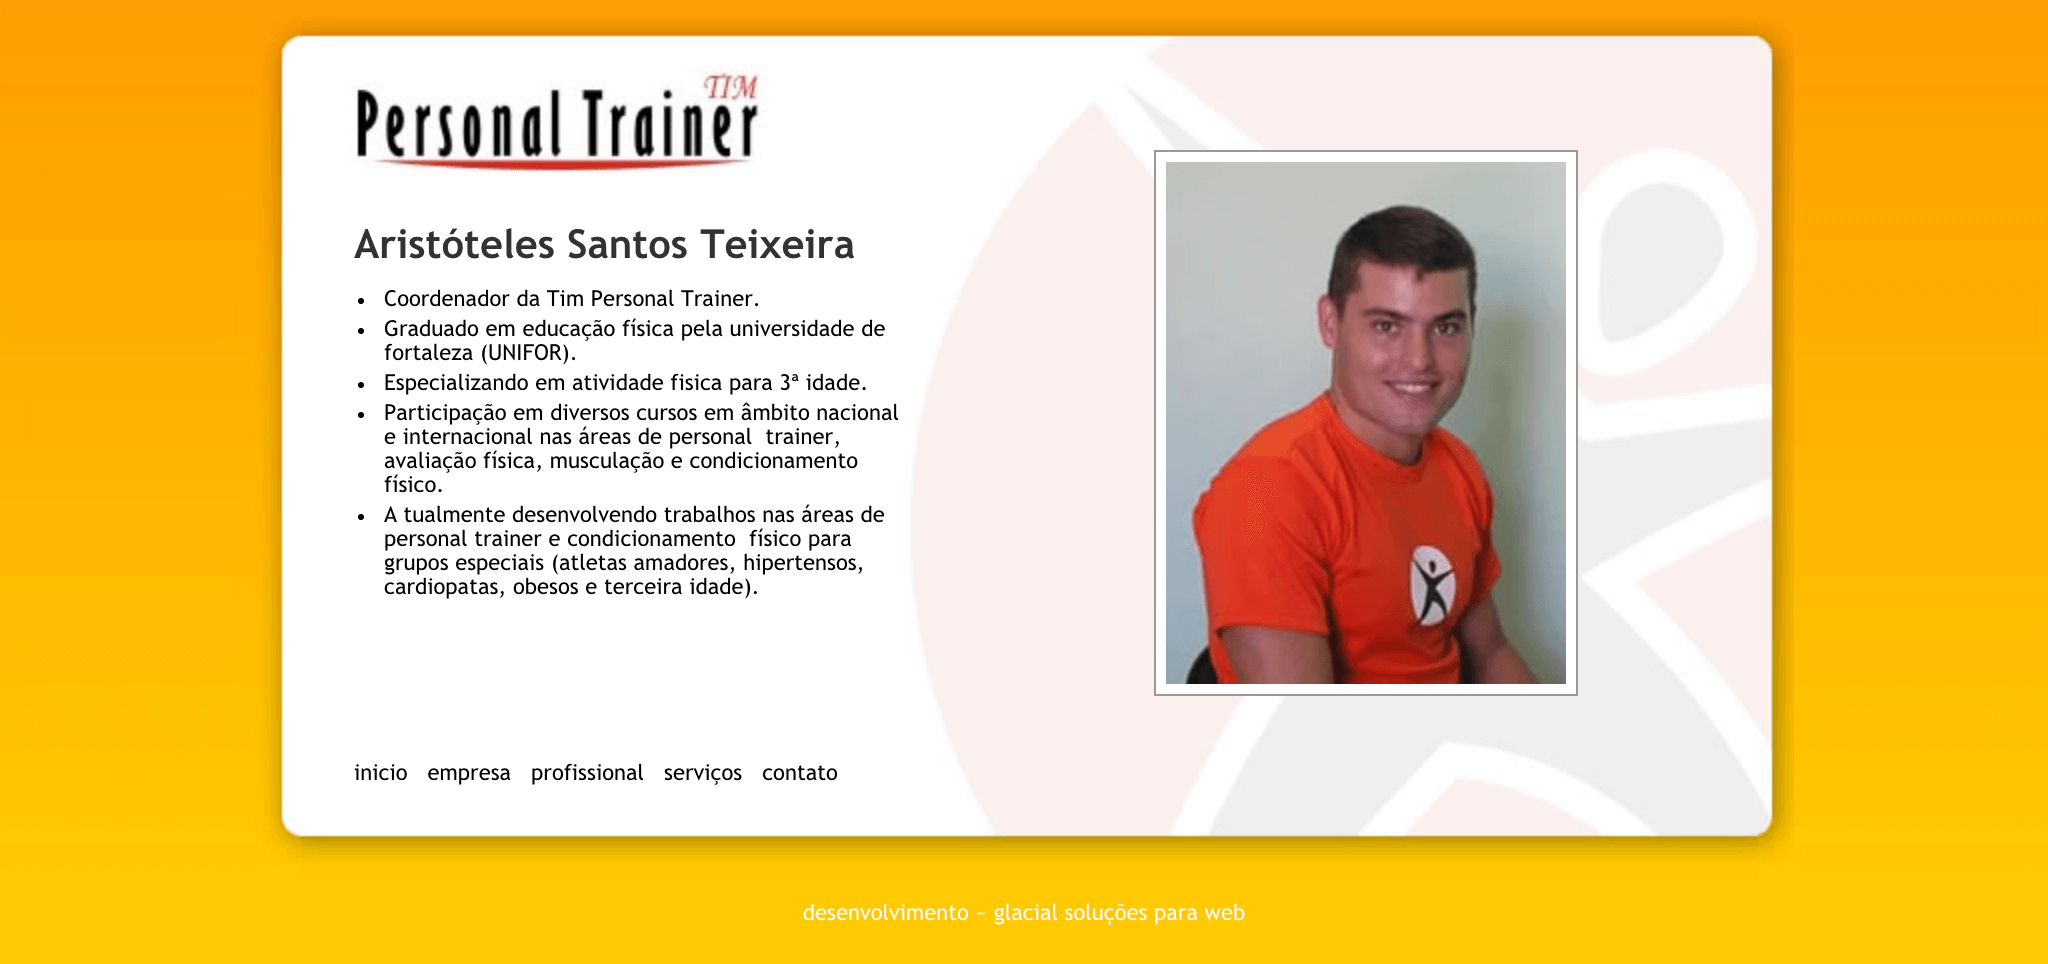 TIM
Personal Trainer
Aristóteles Santos Teixeira
• Coordenador da Tim Personal Trainer.
• Graduado em educação física pela universidade de
fortaleza (UNIFOR).
• Especializando em atividade fisica para 3ª idade.
• Participação em diversos cursos em âmbito nacional
e internacional nas áreas de personal  trainer,
avaliação física, musculação e condicionamento
físico.
• A tualmente desenvolvendo trabalhos nas áreas de
personal trainer e condicionamento  físico para
grupos especiais (atletas amadores, hipertensos,
cardiopatas, obesos e terceira idade).
inicio empresa profissional serviços contato
desenvolvimento ~ glacial soluções para web